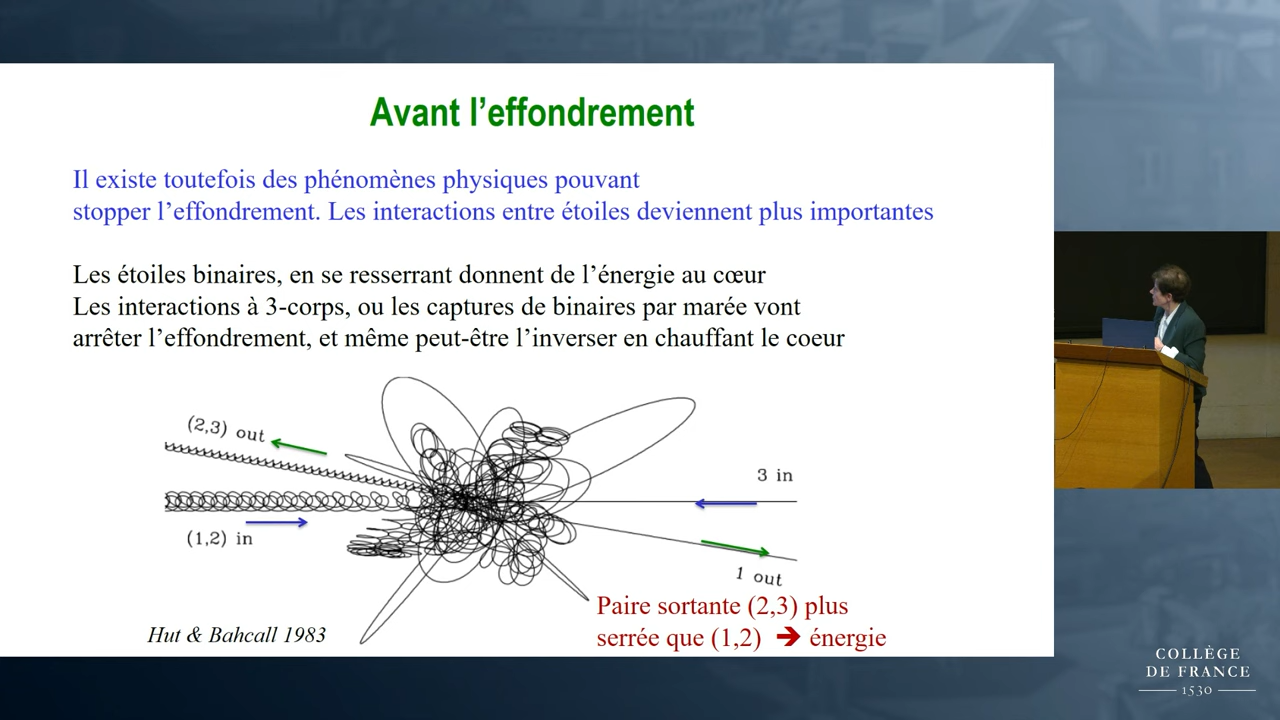 Avant l’effondrement
Il existe toutefois des phénomènes physiques pouvant
stopper l’effondrement. Les interactions entre étoiles deviennent plus importantes
Les étoiles binaires, en se resserrant donnent de l’énergie au cœur
Les interactions à 3-corps, ou les captures de binaires par marée vont
arrêter l’effondrement, et même peut-être l’inverser en chauffant le coeur
(2,3) out
3 in
(1,2) in
1 out
Paire sortante (2,3) plus
serrée que (1,2) ➔ énergie
Hut & Bahcall 1983
COLLÈGE
DE FRANCE
1530